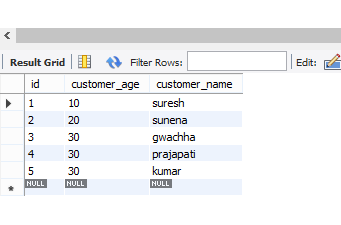 Result Grid Filter Rows: Edit:
id customer_age customer_name
1 10 suresh
2 20 sunena
3 30 gwachha
4 30 prajapati
5 30 kumar
NULL NULL NULL